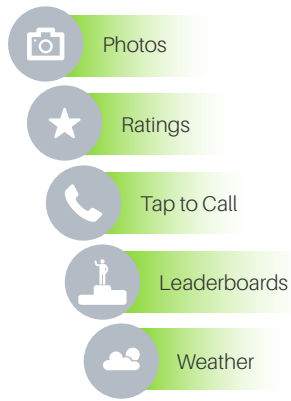 Photos
Ratings
Tap to Call
Leaderboards
Weather